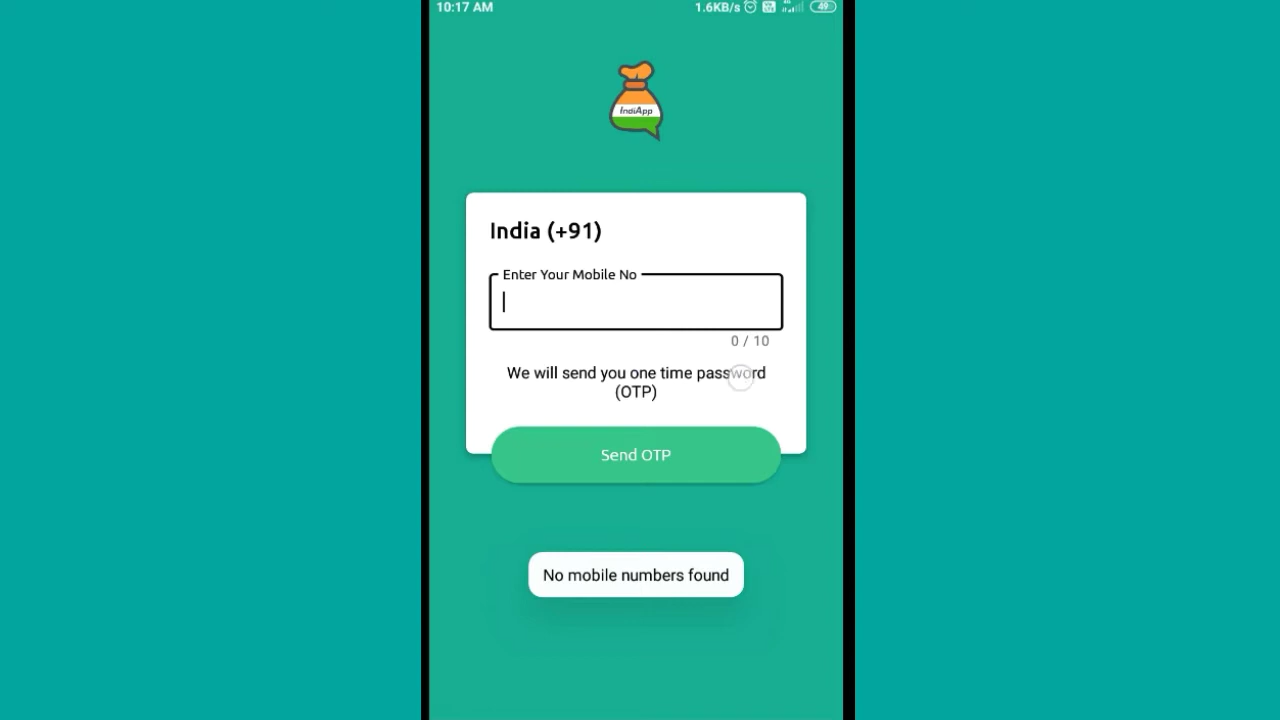 10:17 AM
1.6KB/s 49
IndiApp
India (+91)
Enter Your Mobile No
0 / 10
We will send you one time password
(OTP)
Send OTP
No mobile numbers found